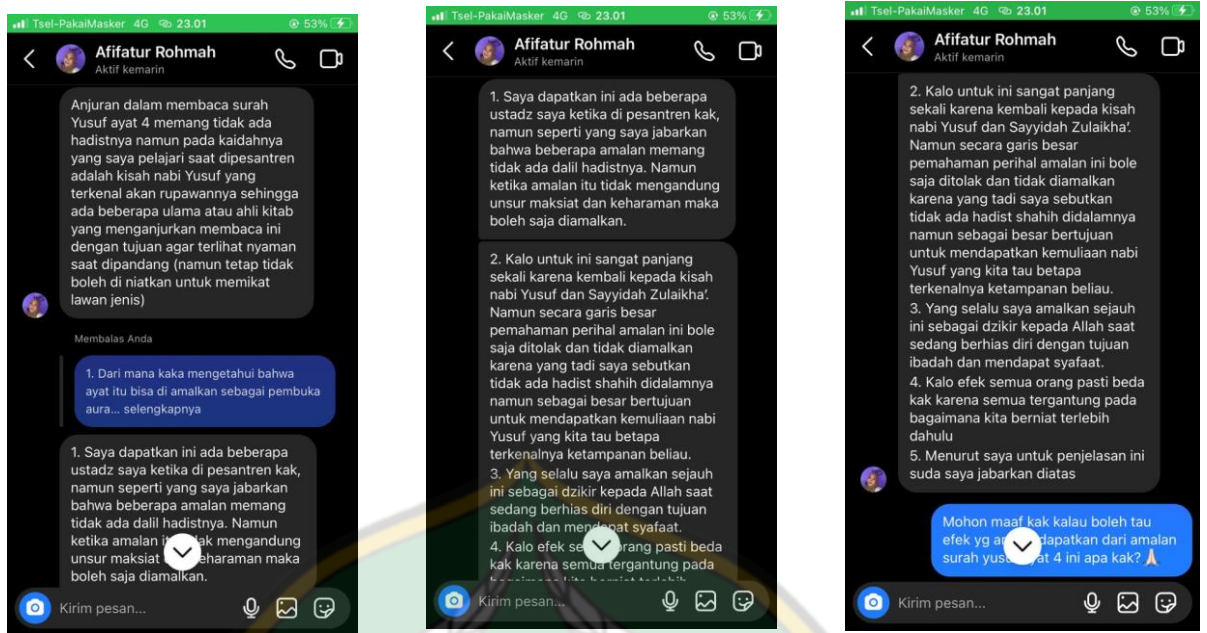 Tsel-PakaiMasker 4G 23.01 53%
Afifatur Rohmah
Aktif kemarin
Anjuran dalam membaca surah
Yusuf ayat 4 memang tidak ada
hadistnya namun pada kaidahnya
yang saya pelajari saat dipesantren
adalah kisah nabi Yusuf yang
terkenal akan rupawannya sehingga
ada beberapa ulama atau ahli kitab
yang menganjurkan membaca ini
dengan tujuan agar terlihat nyaman
saat dipandang (namun tetap tidak
boleh di niatkan untuk memikat
lawan jenis)
Membalas Anda
1. Dari mana kaka mengetahui bahwa
ayat itu bisa di amalkan sebagai pembuka
aura... selengkapnya
1. Saya dapatkan ini ada beberapa
ustadz saya ketika di pesantren kak,
namun seperti yang saya jabarkan
bahwa beberapa amalan memang
tidak ada dalil hadistnya. Namun
ketika amalan
unsur maksiat keharaman maka
boleh saja diamalkan.
Kirim pesan...
Tsel-PakaiMasker 4G 23.01 53%
Afifatur Rohmah
Aktif kemarin
1. Saya dapatkan ini ada beberapa
ustadz saya ketika di pesantren kak,
namun seperti yang saya jabarkan
bahwa beberapa amalan memang
tidak ada dalil hadistnya. Namun
ketika amalan itu tidak mengandung
unsur maksiat dan keharaman maka
boleh saja diamalkan.
2. Kalo untuk ini sangat panjang
sekali karena kembali kepada kisah
nabi Yusuf dan Sayyidah Zulaikha'.
Namun secara garis besar
pemahaman perihal amalan ini bole
saja ditolak dan tidak diamalkan
karena yang tadi saya sebutkan
tidak ada hadist shahih didalamnya
namun sebagai besar bertujuan
untuk mendapatkan kemuliaan nabi
Yusuf yang kita tau betapa
terkenalnya ketampanan beliau.
3. Yang selalu saya amalkan sejauh
ini sebagai dzikir kepada Allah saat
sedang berhias diri dengan tujuan
ibadah dan mendapat syafaat.
4. Kalo efek orang pasti beda
kak karena semua tergantung pada
Kirim pesan...
Tsel-PakaiMasker 4G 23.01 53%
Afifatur Rohmah
Aktif kemarin
2. Kalo untuk ini sangat panjang
sekali karena kembali kepada kisah
nabi Yusuf dan Sayyidah Zulaikha'.
Namun secara garis besar
pemahaman perihal amalan ini bole
saja ditolak dan tidak diamalkan
karena yang tadi saya sebutkan
tidak ada hadist shahih didalamnya
namun sebagai besar bertujuan
untuk mendapatkan kemuliaan nabi
Yusuf yang kita tau betapa
terkenalnya ketampanan beliau.
3. Yang selalu saya amalkan sejauh
ini sebagai dzikir kepada Allah saat
sedang berhias diri dengan tujuan
ibadah dan mendapat syafaat.
4. Kalo efek semua orang pasti beda
kak karena semua tergantung pada
bagaimana kita berniat terlebih
dahulu
5. Menurut saya untuk penjelasan ini
suda saya jabarkan diatas
Mohon maaf kak kalau boleh tau
efek yg dapatkan dari amalan
surah 4 ini apa kak?🙏
Kirim pesan...